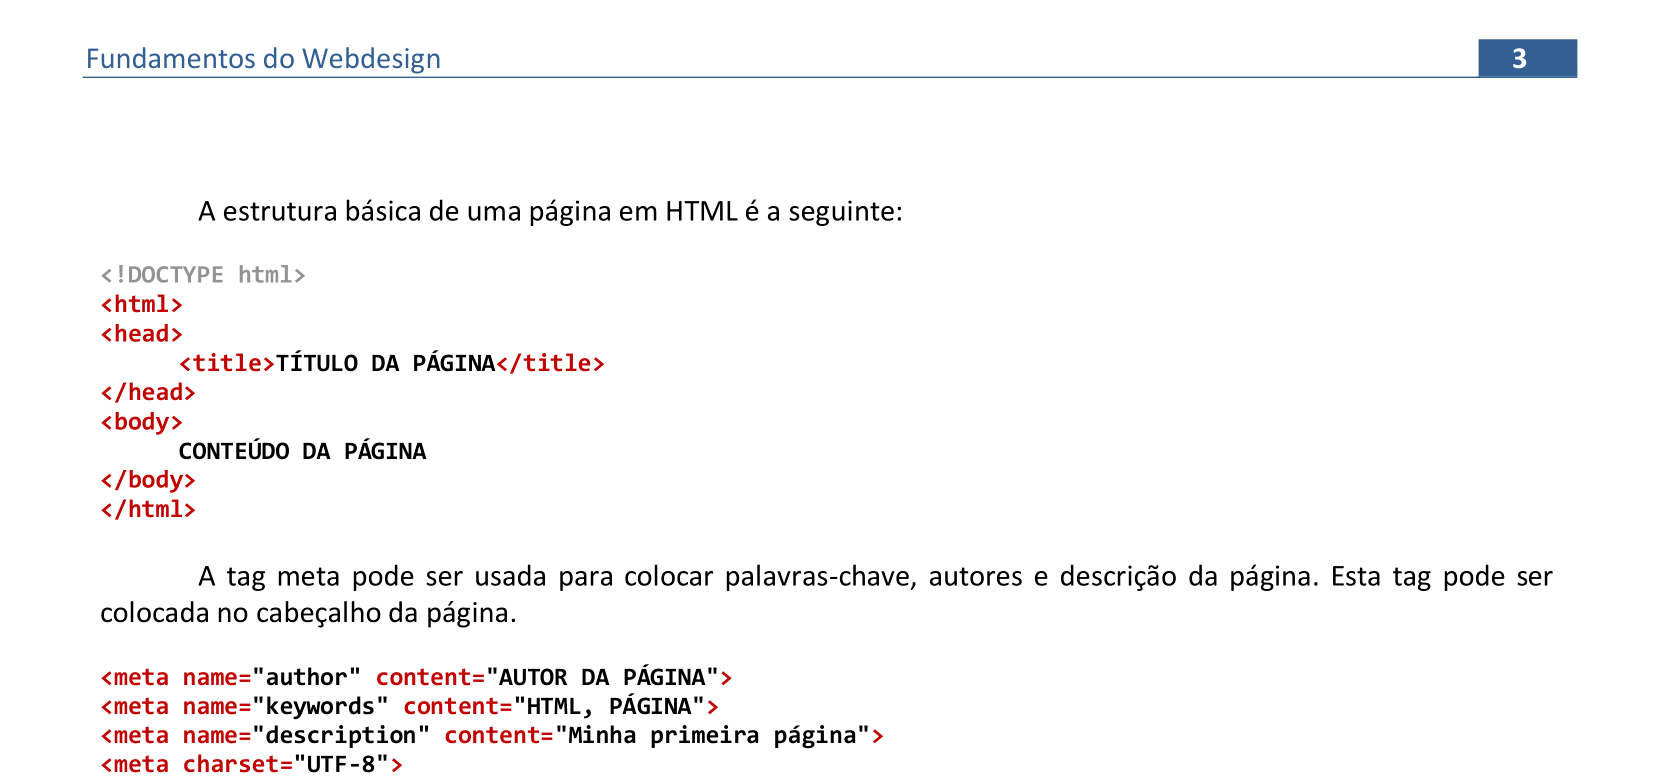 Fundamentos do Webdesign 3
A estrutura básica de uma página em HTML é a seguinte:
<!DOCTYPE html>
<html>
<head>
<title>TÍTULO DA PÁGINA</title>
</head>
<body>
CONTEÚDO DA PÁGINA
</body>
</html>
A tag meta pode ser usada para colocar palavras-chave, autores e descrição da página. Esta tag pode ser
colocada no cabeçalho da página.
<meta name="author" content="AUTOR DA PÁGINA">
<meta name="keywords" content="HTML, PÁGINA">
<meta name="description" content="Minha primeira página">
<meta charset="UTF-8">